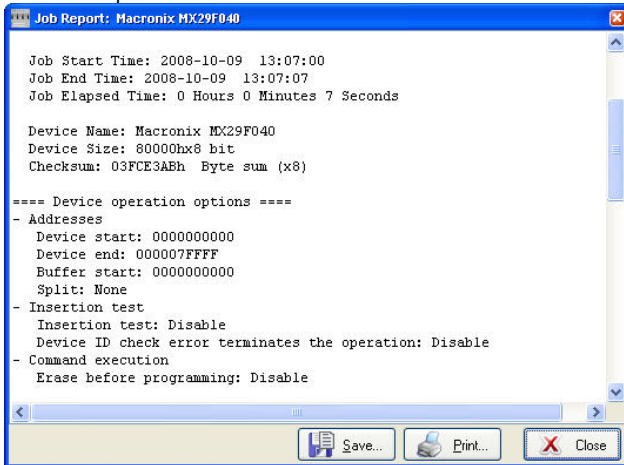 Job Report: Macronix MX29F040
Job Start Time: 2008-10-09  13:07:00
Job End Time: 2008-10-09  13:07:07
Job Elapsed Time: 0 Hours 0 Minutes 7 Seconds
Device Name: Macronix MX29F040
Device Size: 80000hx8 bit
Checksum: 03FCE3ABh  Byte sum (x8)
==== Device operation options ====
- Addresses
Device start: 0000000000
Device end: 000007FFFF
Buffer start: 0000000000
Split: None
- Insertion test
Insertion test: Disable
Device ID check error terminates the operation: Disable
- Command execution
Erase before programming: Disable
Save... Print... Close